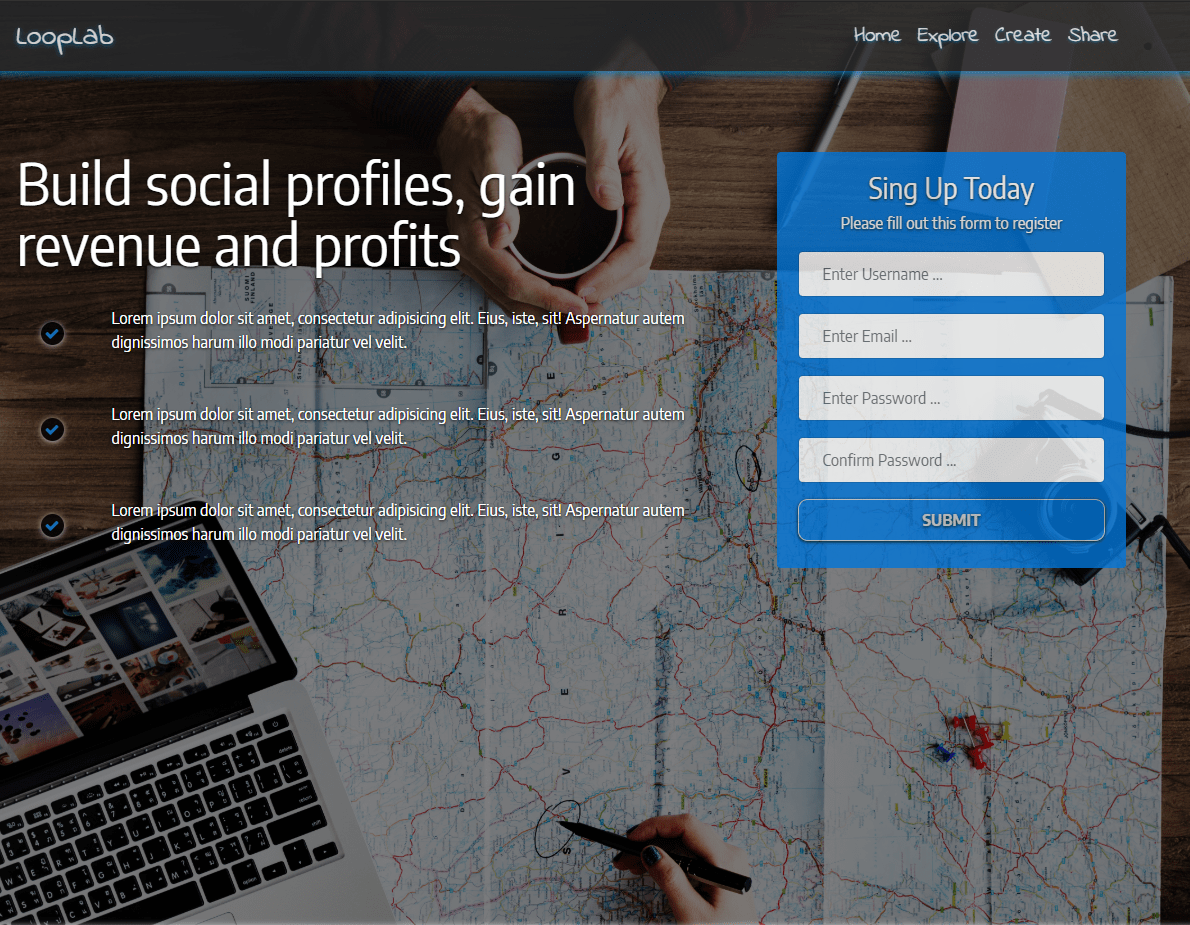 LoopLab
Home Explore Create Share
Build social profiles, gain
revenue and profits
Lorem ipsum dolor sit amet, consectetur adipisicing elit. Eius, iste, sit! Aspernatur autem
dignissimos harum illo modi pariatur vel velit.
Lorem ipsum dolor sit amet, consectetur adipisicing elit. Eius, iste, sit! Aspernatur autem
dignissimos harum illo modi pariatur vel velit.
Lorem ipsum dolor sit amet, consectetur adipisicing elit. Eius, iste, sit! Aspernatur autem
dignissimos harum illo modi pariatur vel velit.
Sing Up Today
Please fill out this form to register
Enter Username ...
Enter Email ...
Enter Password ...
Confirm Password ...
SUBMIT
SUOMI
FINLAND
S V E R I G E